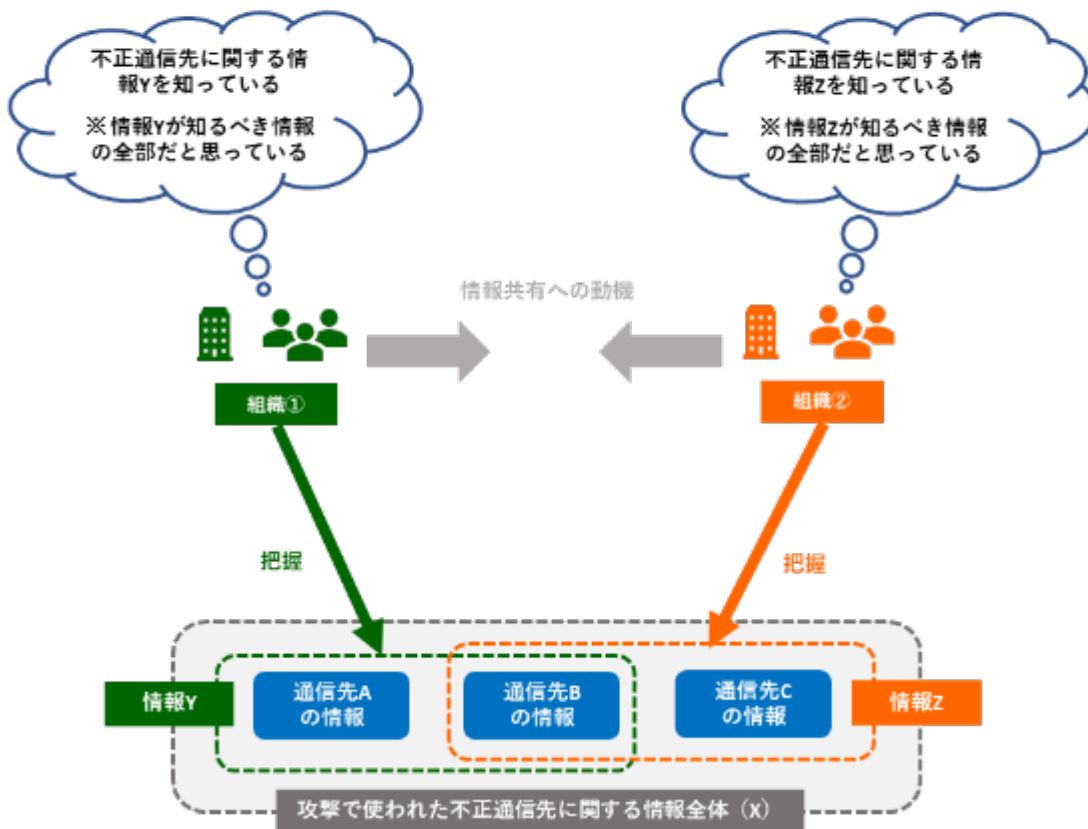 不正通信先に関する情
報Yを知っている
※情報Yが知るべき情報
の全部だと思っている
不正通信先に関する情
報Zを知っている
※情報Zが知るべき情報
の全部だと思っている
情報共有への動機
組織①
組織②
把握
把握
情報Y
通信先A
の情報
通信先B
の情報
通信先C
の情報
情報Z
攻撃で使われた不正通信先に関する情報全体（X）